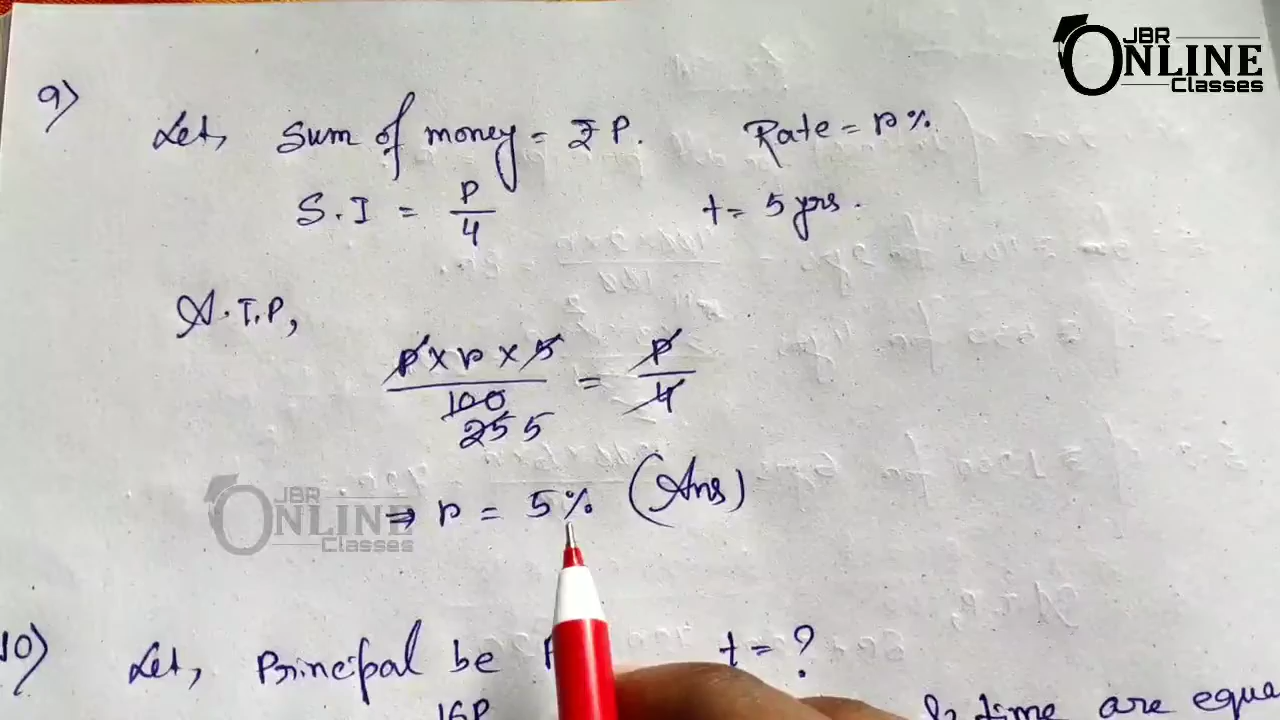 JBR
ONLINE
Classes
9)
Let, Sum of money = ₹ P. Rate = r %
S.I = P/4 t = 5 yrs.
A.T.P,
P × r × 5 / 100 = P / 4
25 5
⇒ r = 5% (Ans)
JBR
ONLINE
Classes
10) Let, Principal be t = ?
16P time are equa